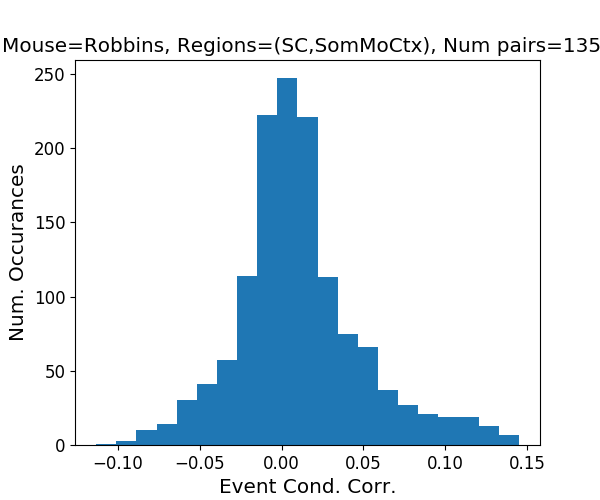 Mouse=Robbins, Regions=(SC,SomMoCtx), Num pairs=135
250
200
150
100
50
0
Num. Occurances
−0.10 −0.05 0.00 0.05 0.10 0.15
Event Cond. Corr.